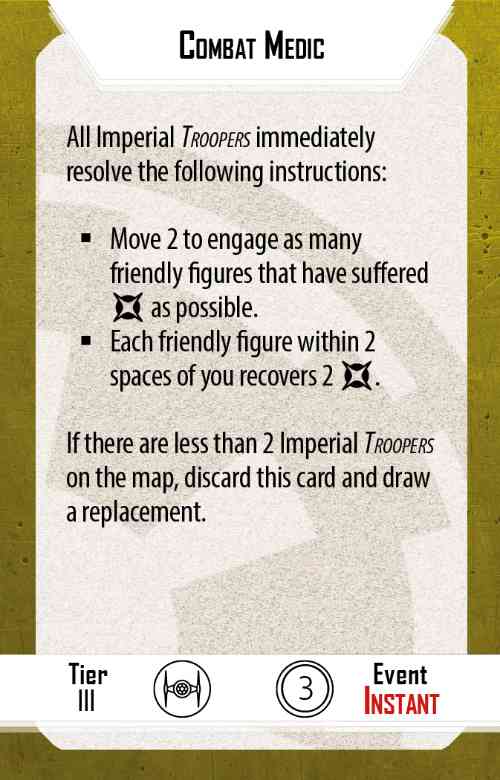 Combat Medic
All Imperial Troopers immediately
resolve the following instructions:
▪ Move 2 to engage as many
friendly figures that have suffered
as possible.
▪ Each friendly figure within 2
spaces of you recovers 2 .
If there are less than 2 Imperial Troopers
on the map, discard this card and draw
a replacement.
Tier
III
3
Event
Instant